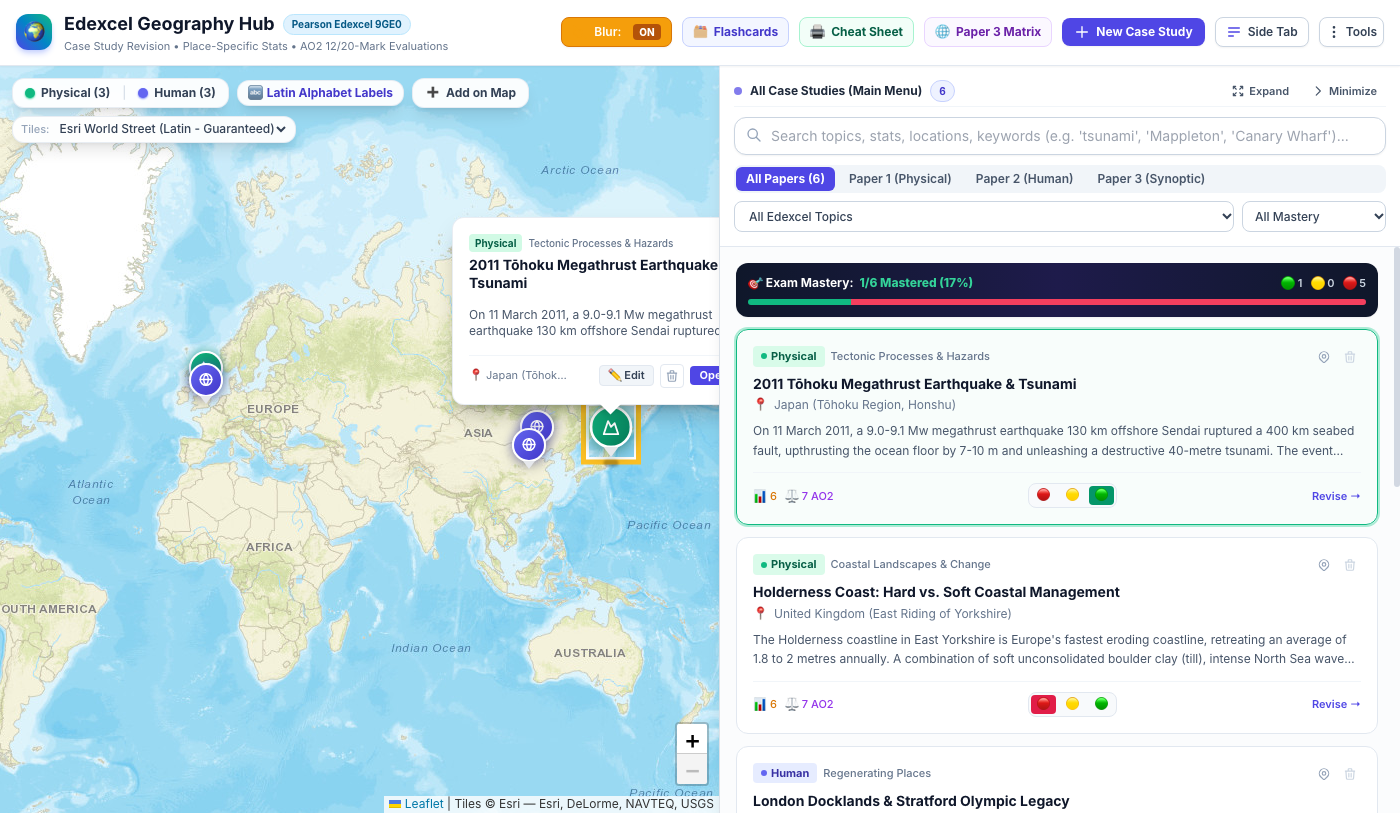 Edexcel Geography Hub
Pearson Edexcel 9GE0
Case Study Revision • Place-Specific Stats • AO2 12/20-Mark Evaluations
Blur: ON
Flashcards
Cheat Sheet
Paper 3 Matrix
New Case Study
Side Tab
Tools
Physical (3)
Human (3)
Latin Alphabet Labels
Add on Map
Tiles: Esri World Street (Latin - Guaranteed)
Arctic Ocean
Physical Tectonic Processes & Hazards
2011 Tōhoku Megathrust Earthquake
Tsunami
On 11 March 2011, a 9.0-9.1 Mw megathrust
earthquake 130 km offshore Sendai ruptured
Japan (Tōhok...
Edit
Ope
EUROPE
ASIA
Atlantic
Ocean
Pacific Ocean
AFRICA
OUTH AMERICA
Indian Ocean
AUSTRALIA
+
−
Pacific Ocean
Leaflet | Tiles © Esri — Esri, DeLorme, NAVTEQ, USGS
All Case Studies (Main Menu) 6
Expand
Minimize
Search topics, stats, locations, keywords (e.g. 'tsunami', 'Mappleton', 'Canary Wharf')...
All Papers (6)
Paper 1 (Physical)
Paper 2 (Human)
Paper 3 (Synoptic)
All Edexcel Topics
All Mastery
Exam Mastery: 1/6 Mastered (17%)
1 0 5
Physical Tectonic Processes & Hazards
2011 Tōhoku Megathrust Earthquake & Tsunami
Japan (Tōhoku Region, Honshu)
On 11 March 2011, a 9.0-9.1 Mw megathrust earthquake 130 km offshore Sendai ruptured a 400 km seabed
fault, upthrusting the ocean floor by 7-10 m and unleashing a destructive 40-metre tsunami. The event...
6 7 AO2
Revise →
Physical Coastal Landscapes & Change
Holderness Coast: Hard vs. Soft Coastal Management
United Kingdom (East Riding of Yorkshire)
The Holderness coastline in East Yorkshire is Europe's fastest eroding coastline, retreating an average of
1.8 to 2 metres annually. A combination of soft unconsolidated boulder clay (till), intense North Sea wave...
6 7 AO2
Revise →
Human Regenerating Places
London Docklands & Stratford Olympic Legacy